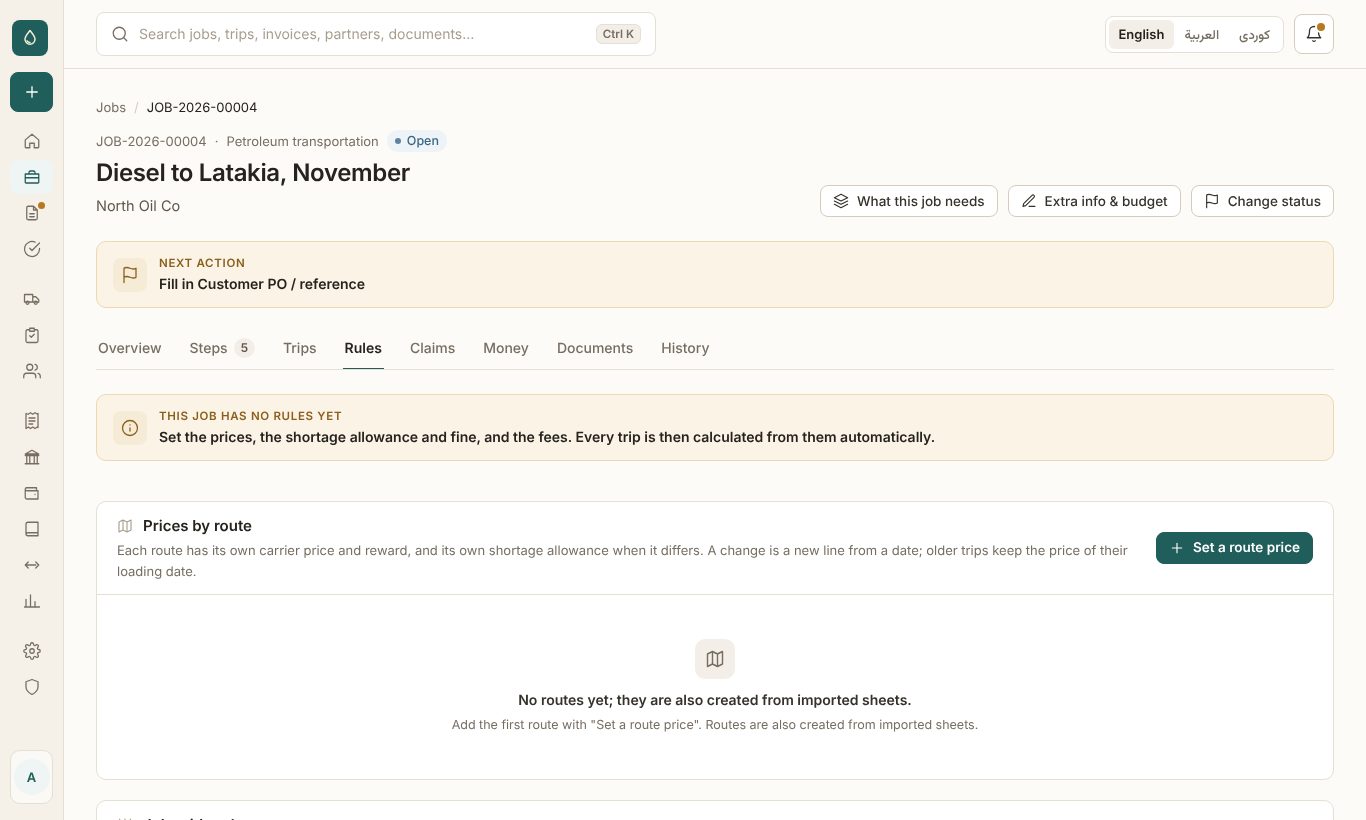 Search jobs, trips, invoices, partners, documents...
Ctrl K
English
العربية
كوردی
Jobs / JOB-2026-00004
JOB-2026-00004 · Petroleum transportation
Open
Diesel to Latakia, November
North Oil Co
What this job needs
Extra info & budget
Change status
NEXT ACTION
Fill in Customer PO / reference
Overview
Steps 5
Trips
Rules
Claims
Money
Documents
History
THIS JOB HAS NO RULES YET
Set the prices, the shortage allowance and fine, and the fees. Every trip is then calculated from them automatically.
Prices by route
Each route has its own carrier price and reward, and its own shortage allowance when it differs. A change is a new line from a date; older trips keep the price of their
loading date.
Set a route price
No routes yet; they are also created from imported sheets.
Add the first route with "Set a route price". Routes are also created from imported sheets.
A